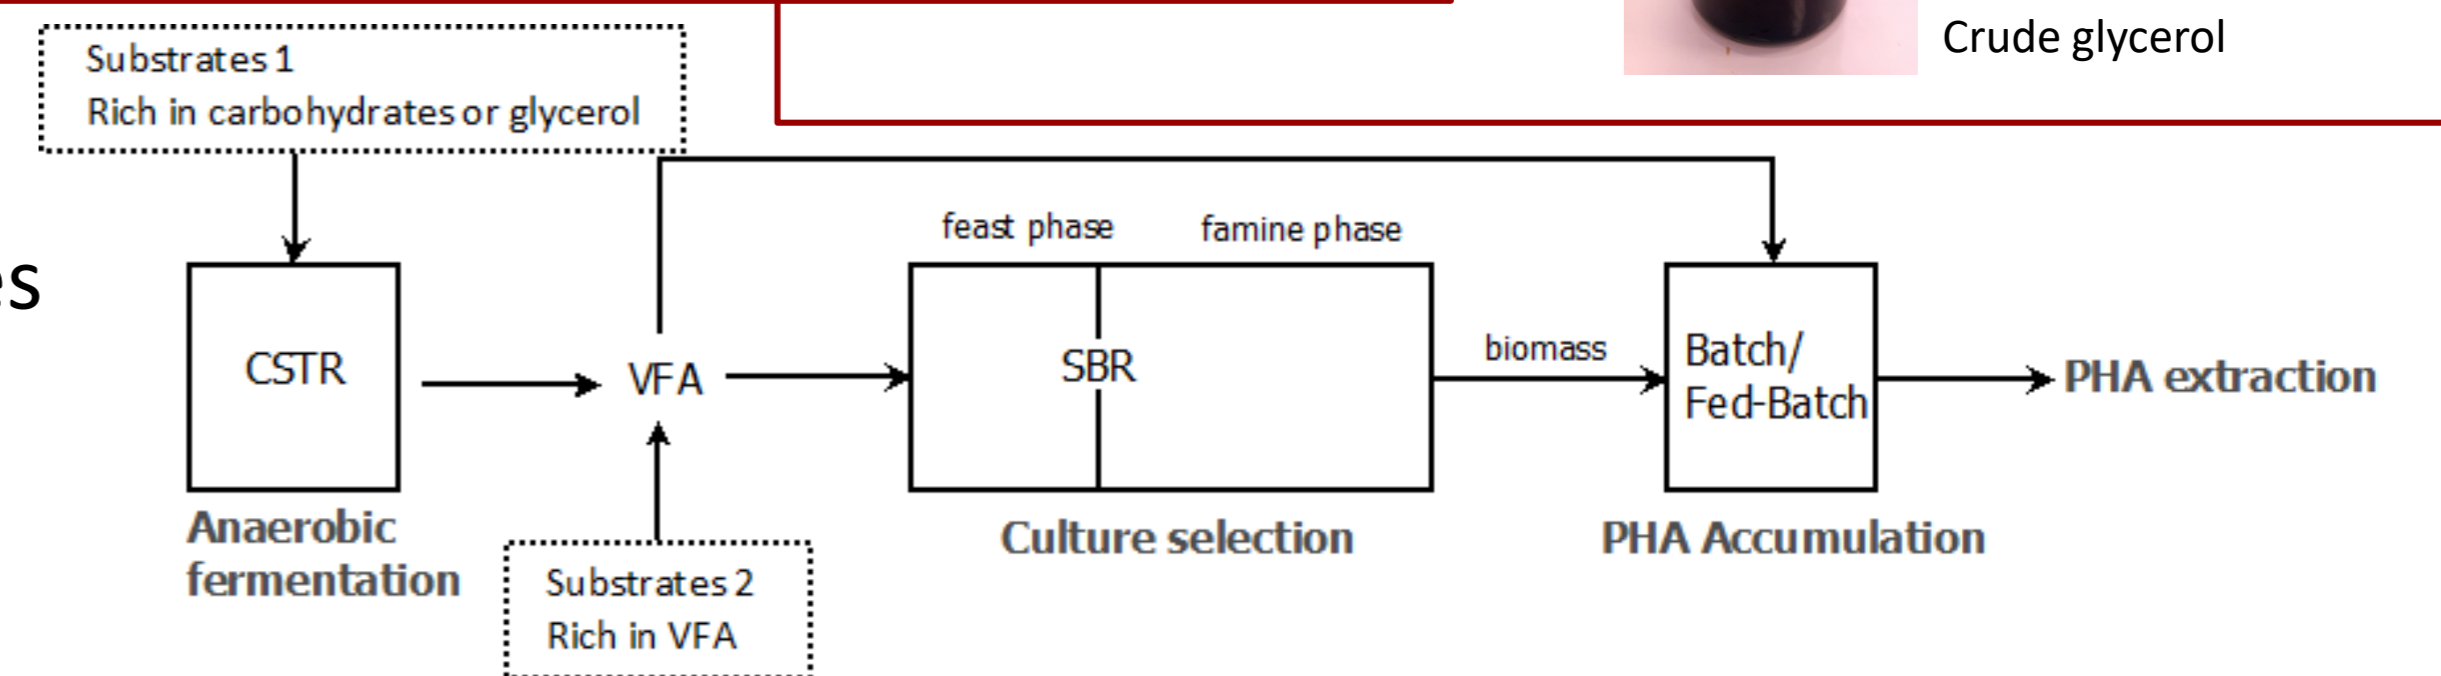 Crude glycerol
Substrates 1
Rich in carbohydrates or glycerol
feast phase
famine phase
es
CSTR
VFA
SBR
biomass
Batch/
Fed-Batch
PHA extraction
Anaerobic
fermentation
Culture selection
PHA Accumulation
Substrates 2
Rich in VFA